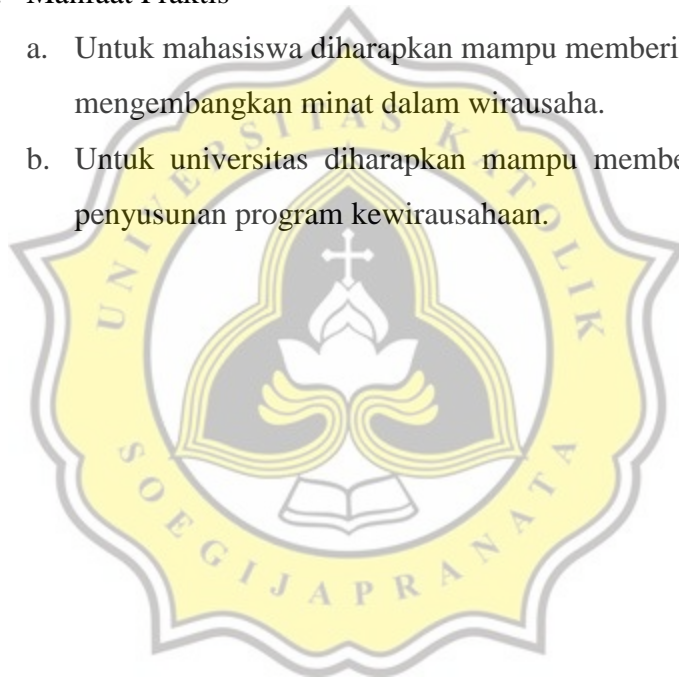 Manfaat Praktis
a. Untuk mahasiswa diharapkan mampu memberi
mengembangkan minat dalam wirausaha.
b. Untuk universitas diharapkan mampu membe
penyusunan program kewirausahaan.
UNIVERSITAS KATOLIK
SOEGIJAPRANATA